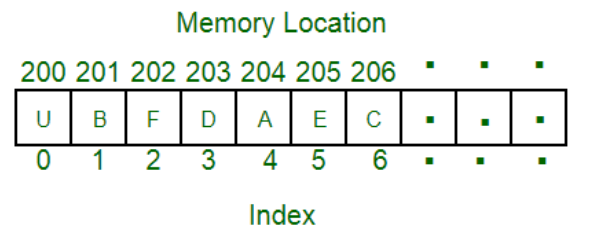 Memory Location
200 201 202 203 204 205 206 . . .
U B F D A E C . . .
0 1 2 3 4 5 6 . . .
Index